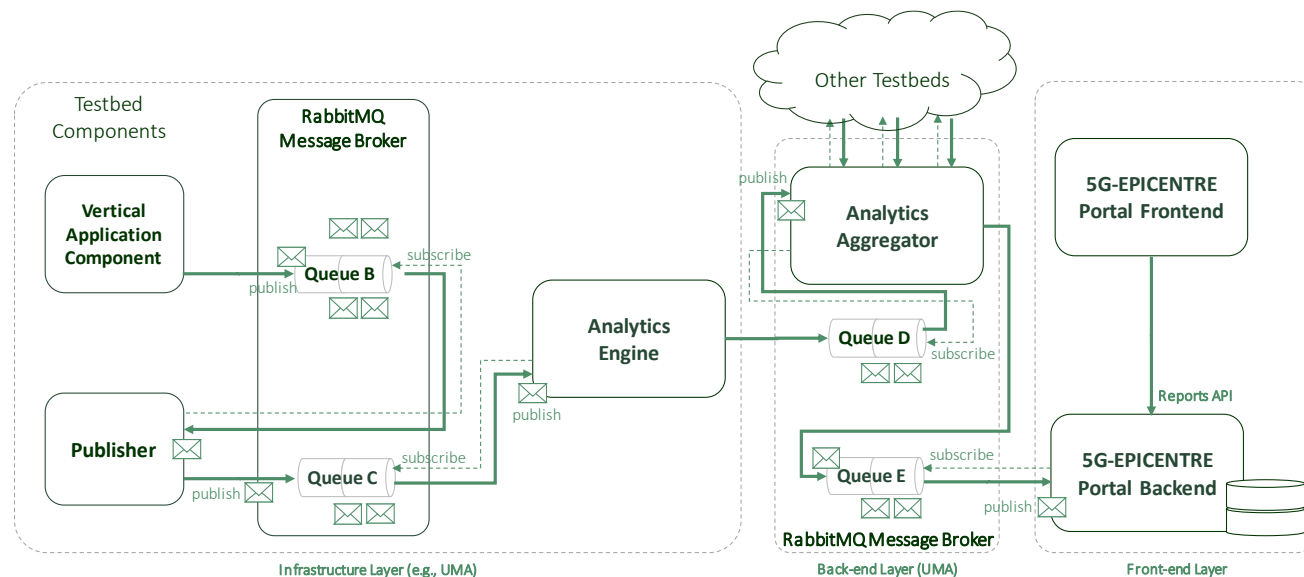 Testbed
Components
RabbitMQ
Message Broker
Vertical
Application
Component
publish
Queue B
subscribe
Publisher
publish
Queue C
subscribe
Analytics
Engine
publish
Infrastructure Layer (e.g., UMA)
Other Testbeds
publish
Analytics
Aggregator
Queue D
subscribe
Queue E
subscribe
publish
RabbitMQ Message Broker
Back-end Layer (UMA)
5G-EPICENTRE
Portal Frontend
Reports API
5G-EPICENTRE
Portal Backend
Front-end Layer